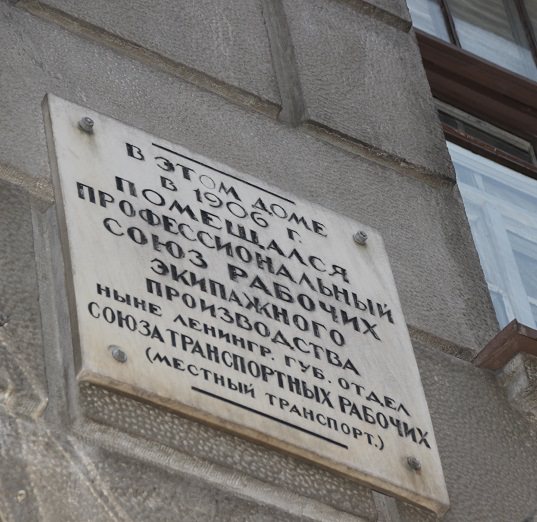 В ЭТОМ ДОМЕ
В 1906 Г.
ПОМЕЩАЛСЯ
ПРОФЕССИОНАЛЬНЫЙ
СОЮЗ РАБОЧИХ
ЭКИПАЖНОГО
ПРОИЗВОДСТВА
НЫНЕ ЛЕНИНГР. ГУБ. ОТДЕЛ
СОЮЗА ТРАНСПОРТНЫХ РАБОЧИХ
(МЕСТНЫЙ ТРАНСПОРТ.)